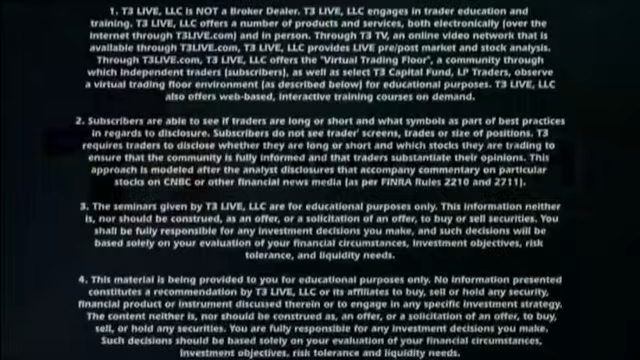 1. T3 LIVE, LLC is NOT a Broker Dealer. T3 LIVE, LLC engages in trader education and
training. T3 LIVE, LLC offers a number of products and services, both electronically (over the
Internet through T3LIVE.com) and in person. Through T3 TV, an online video network that is
available through T3LIVE.com, T3 LIVE, LLC provides LIVE pre/post market and stock analysis.
Through T3LIVE.com, T3 LIVE, LLC offers the "Virtual Trading Floor", a community through
which Independent traders (subscribers), as well as select T3 Capital Fund, LP Traders, observe
a virtual trading floor environment (as described below) for educational purposes. T3 LIVE, LLC
also offers web-based, interactive training courses on demand.
2. Subscribers are able to see if traders are long or short and what symbols as part of best practices
in regards to disclosure. Subscribers do not see trader' screens, trades or size of positions. T3
requires traders to disclose whether they are long or short and which stocks they are trading to
ensure that the community is fully informed and that traders substantiate their opinions. This
approach is modeled after the analyst disclosures that accompany commentary on particular
stocks on CNBC or other financial news media (as per FINRA Rules 2210 and 2711).
3. The seminars given by T3 LIVE, LLC are for educational purposes only. This information neither
is, nor should be construed, as an offer, or a solicitation of an offer, to buy or sell securities. You
shall be fully responsible for any investment decisions you make, and such decisions will be
based solely on your evaluation of your financial circumstances, investment objectives, risk
tolerance, and liquidity needs.
4. This material is being provided to you for educational purposes only. No information presented
constitutes a recommendation by T3 LIVE, LLC or its affiliates to buy, sell or hold any security,
financial product or instrument discussed therein or to engage in any specific investment strategy.
The content neither is, nor should be construed as, an offer, or a solicitation of an offer, to buy,
sell, or hold any securities. You are fully responsible for any investment decisions you make.
Such decisions should be based solely on your evaluation of your financial circumstances,
investment objectives, risk tolerance and liquidity needs.